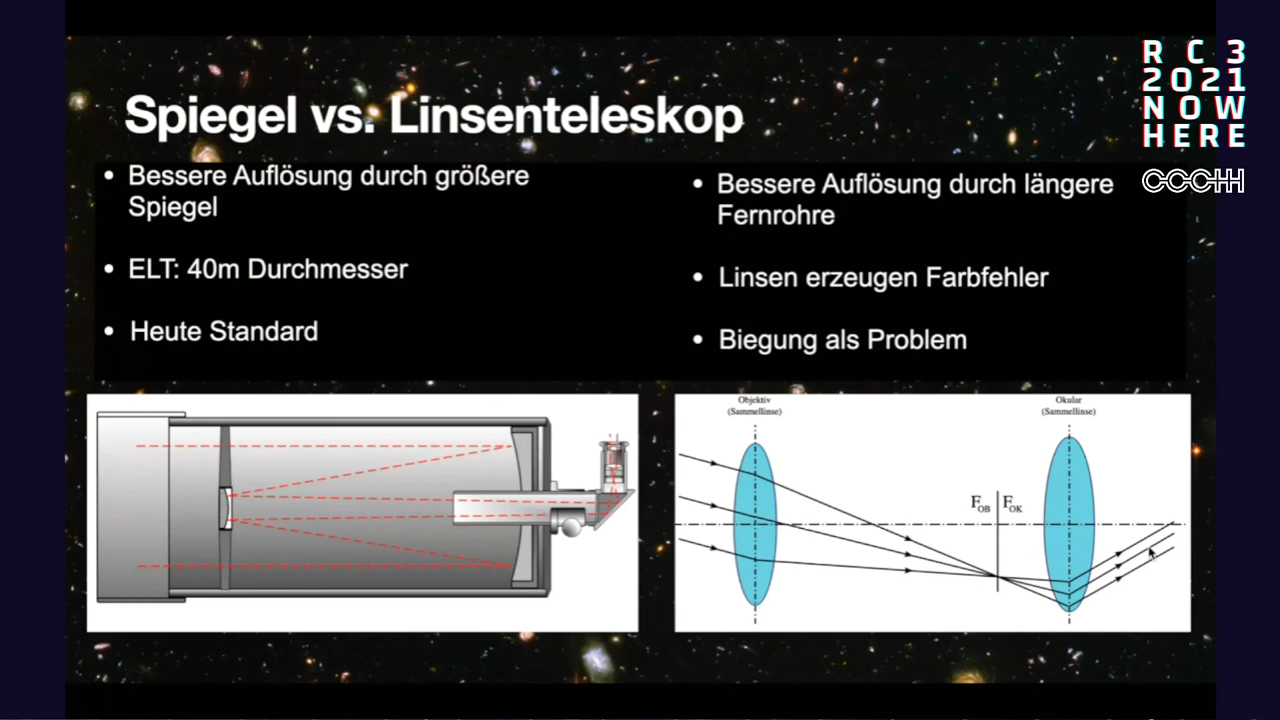 R C 3
2021
NOW
HERE
CCCHH
Spiegel vs. Linsenteleskop
• Bessere Auflösung durch größere
Spiegel
• ELT: 40m Durchmesser
• Heute Standard
• Bessere Auflösung durch längere
Fernrohre
• Linsen erzeugen Farbfehler
• Biegung als Problem
Objektiv
(Sammellinse)
Okular
(Sammellinse)
F_OB F_OK